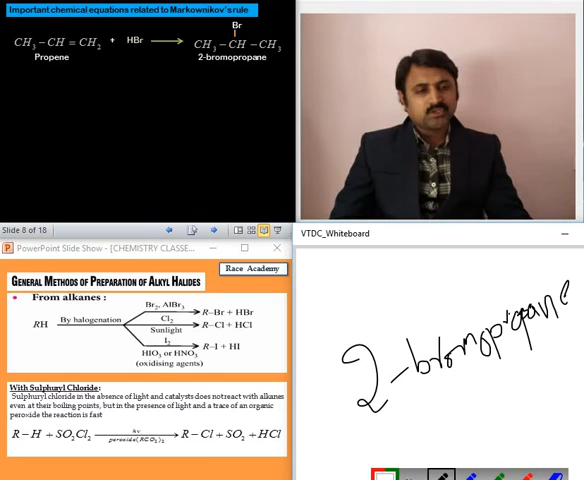 Important chemical equations related to Markownikov's rule
Br
CH₃ – CH = CH₂ + HBr ⟶ CH₃ – CH – CH₃
Propene 2-bromopropane
Slide 8 of 18
PowerPoint Slide Show - [CHEMISTRY CLASSE...
Race Academy
GENERAL METHODS OF PREPARATION OF ALKYL HALIDES
• From alkanes:
Br₂, AlBr₃ R–Br + HBr
RH By halogenation Cl₂ R–Cl + HCl
Sunlight
I₂ R–I + HI
HIO₃ or HNO₃
(oxidising agents)
With Sulphuryl Chloride:
Sulphuryl chloride in the absence of light and catalysts does not react with alkanes
even at their boiling points, but in the presence of light and a trace of an organic
peroxide the reaction is fast
R – H + SO₂Cl₂ hv ⟶ R – Cl + SO₂ + HCl
peroxide(RCO₂)₂
VTDC_Whiteboard
2-bromopropane